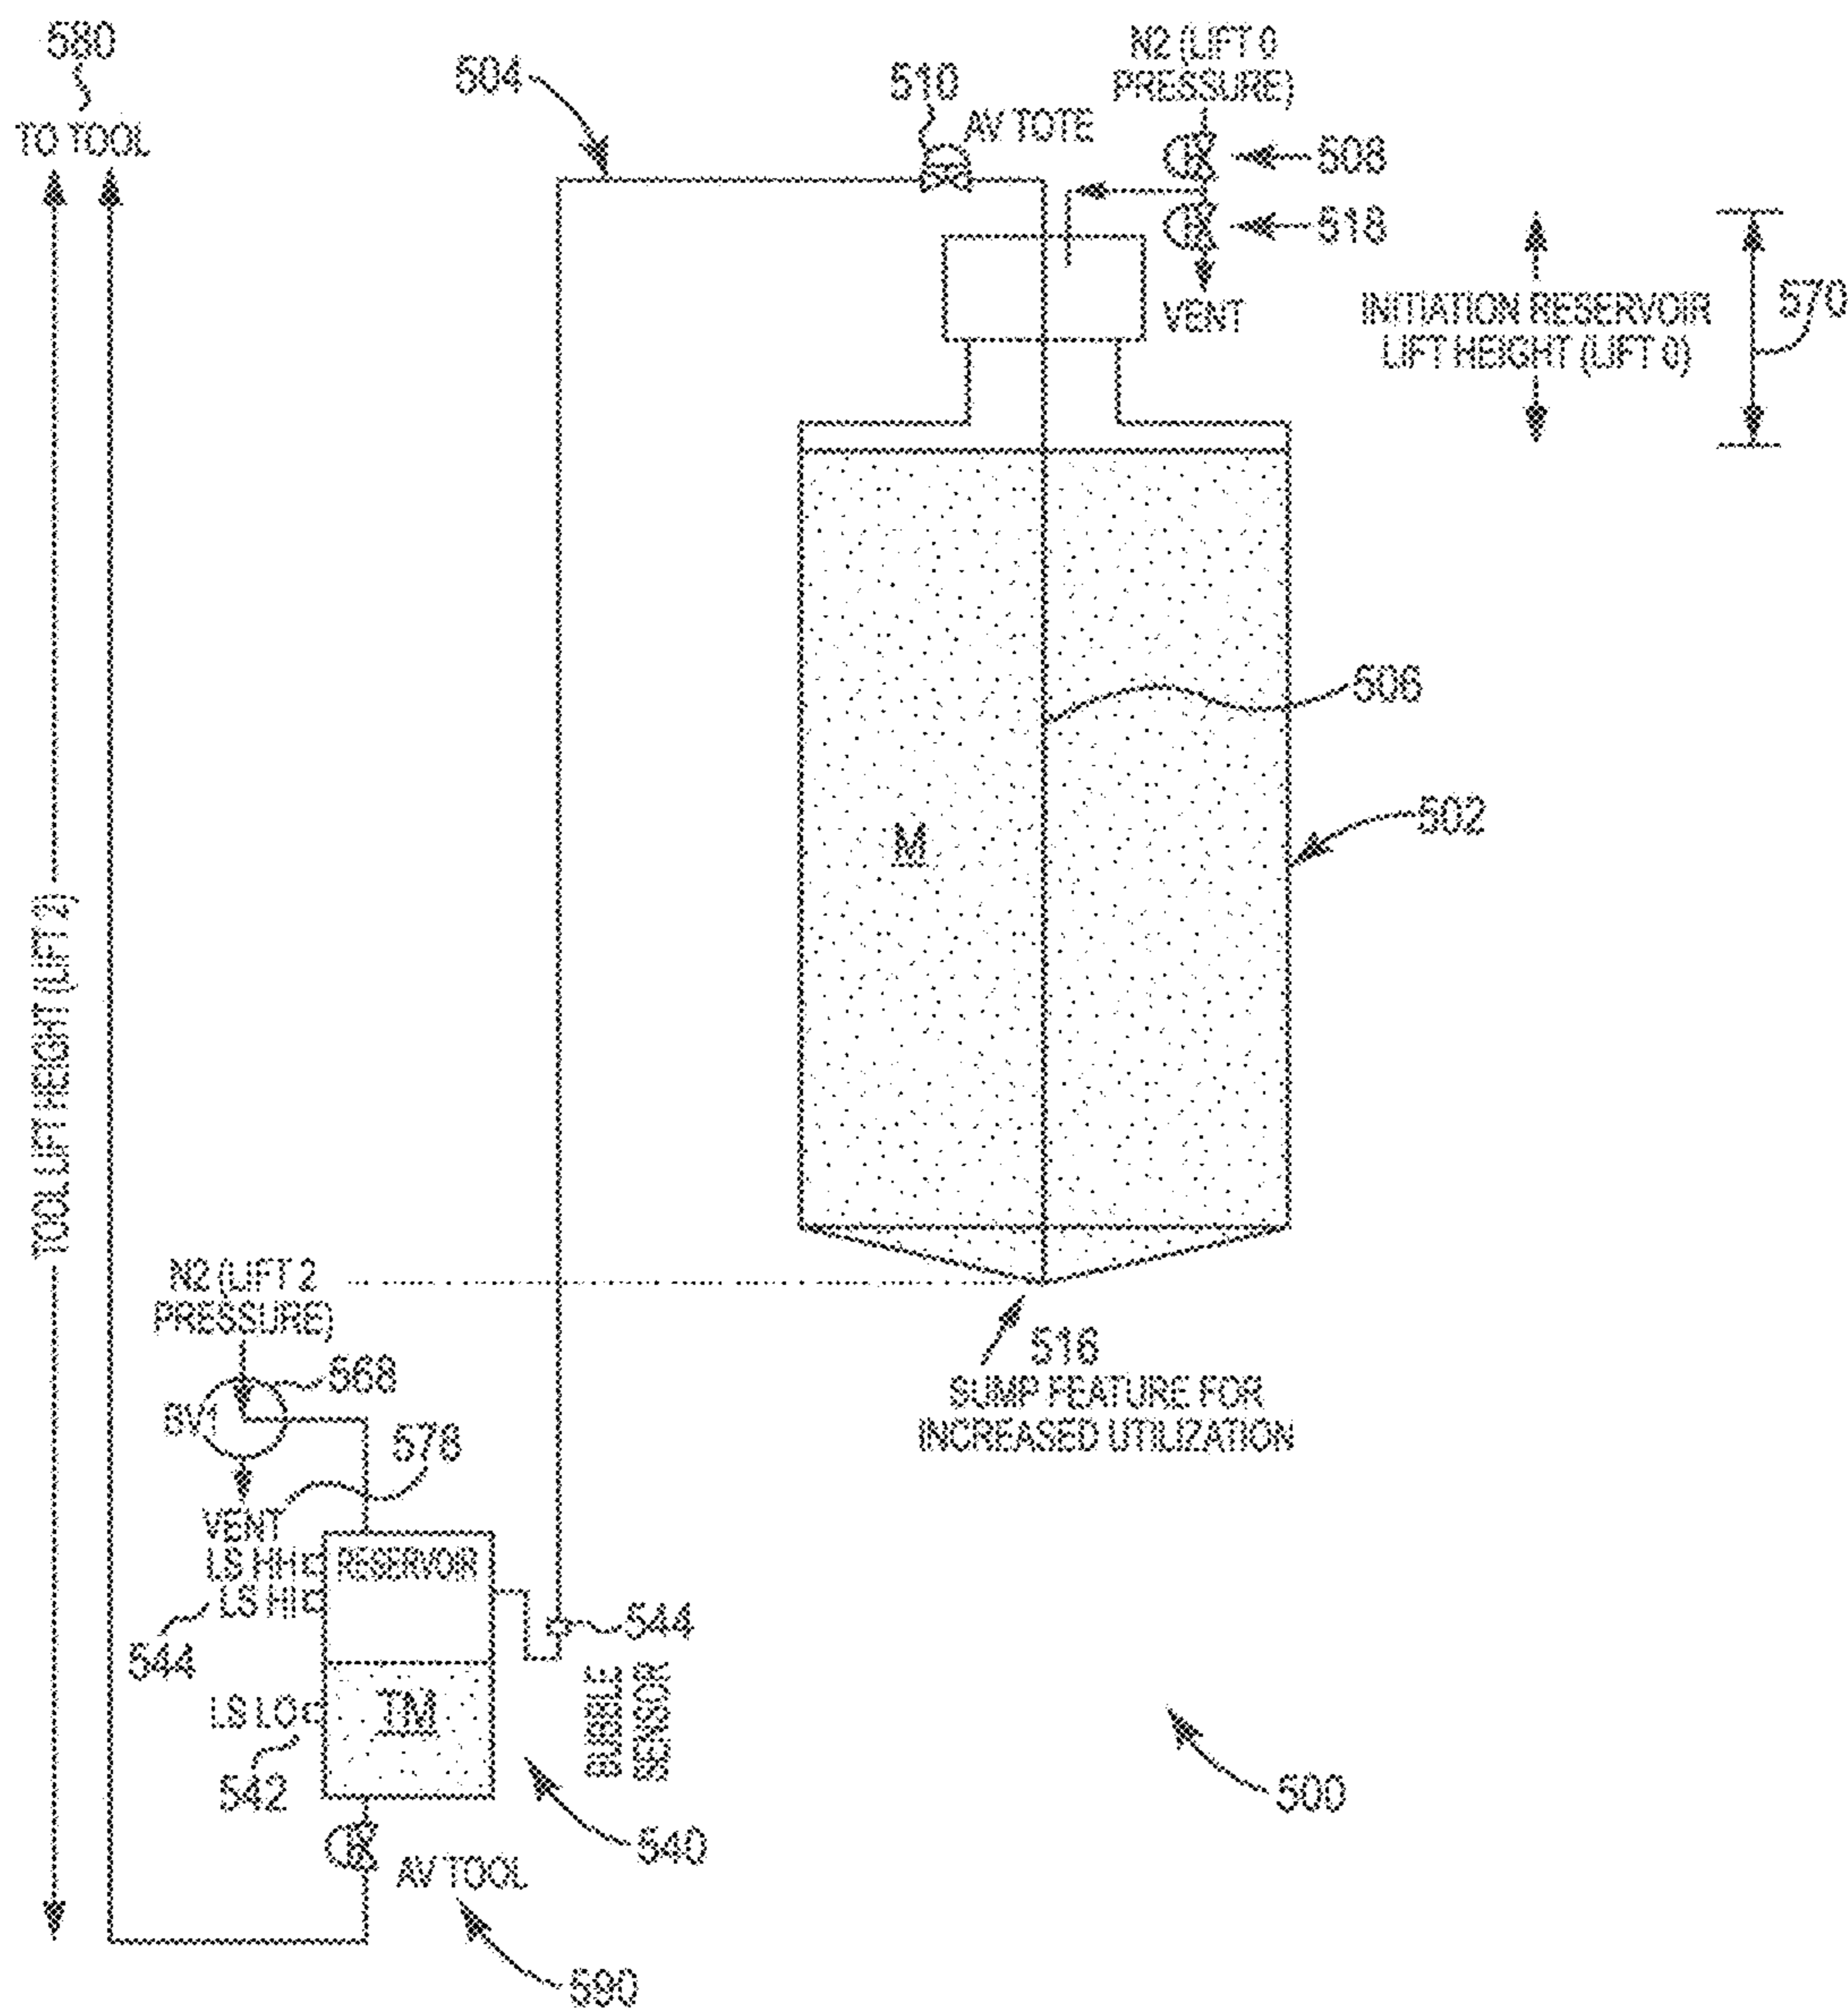 580
TO TOOL
504
510
AV TOTE
N2 (LIFT 0
PRESSURE)
508
518
VENT
INITIATION RESERVOIR
LIFT HEIGHT (LIFT 0)
570
506
502
M
TOOL LIFT HEIGHT (LIFT 2)
N2 (LIFT 2
PRESSURE)
516
SUMP FEATURE FOR
INCREASED UTILIZATION
568
BV1
578
VENT
LS HH
RESERVOIR
LS HI
544
544
BUBBLE
SENSOR
LS LO
TM
542
540
500
AV TOOL
590